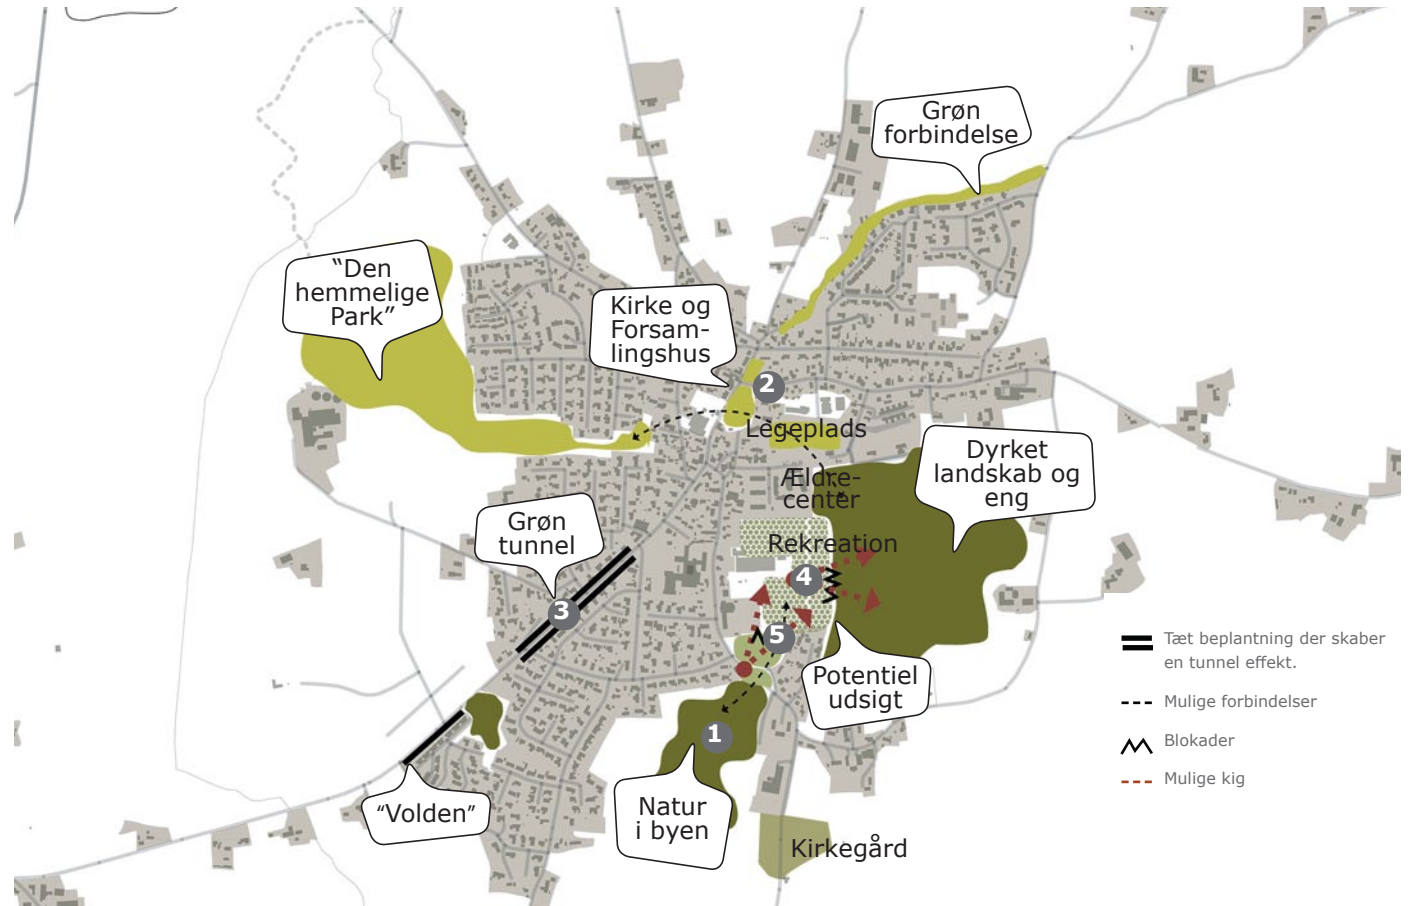 Grøn
forbindelse
“Den
hemmelige
Park”
Kirke og
Forsam-
lingshus
2
Legeplads
Dyrket
landskab og
eng
Ældre-
center
Grøn
tunnel
Rekreation
4
3
5
Potentiel
udsigt
1
“Volden”
Natur
i byen
Kirkegård
Tæt beplantning der skaber
en tunnel effekt.
Mulige forbindelser
Blokader
Mulige kig